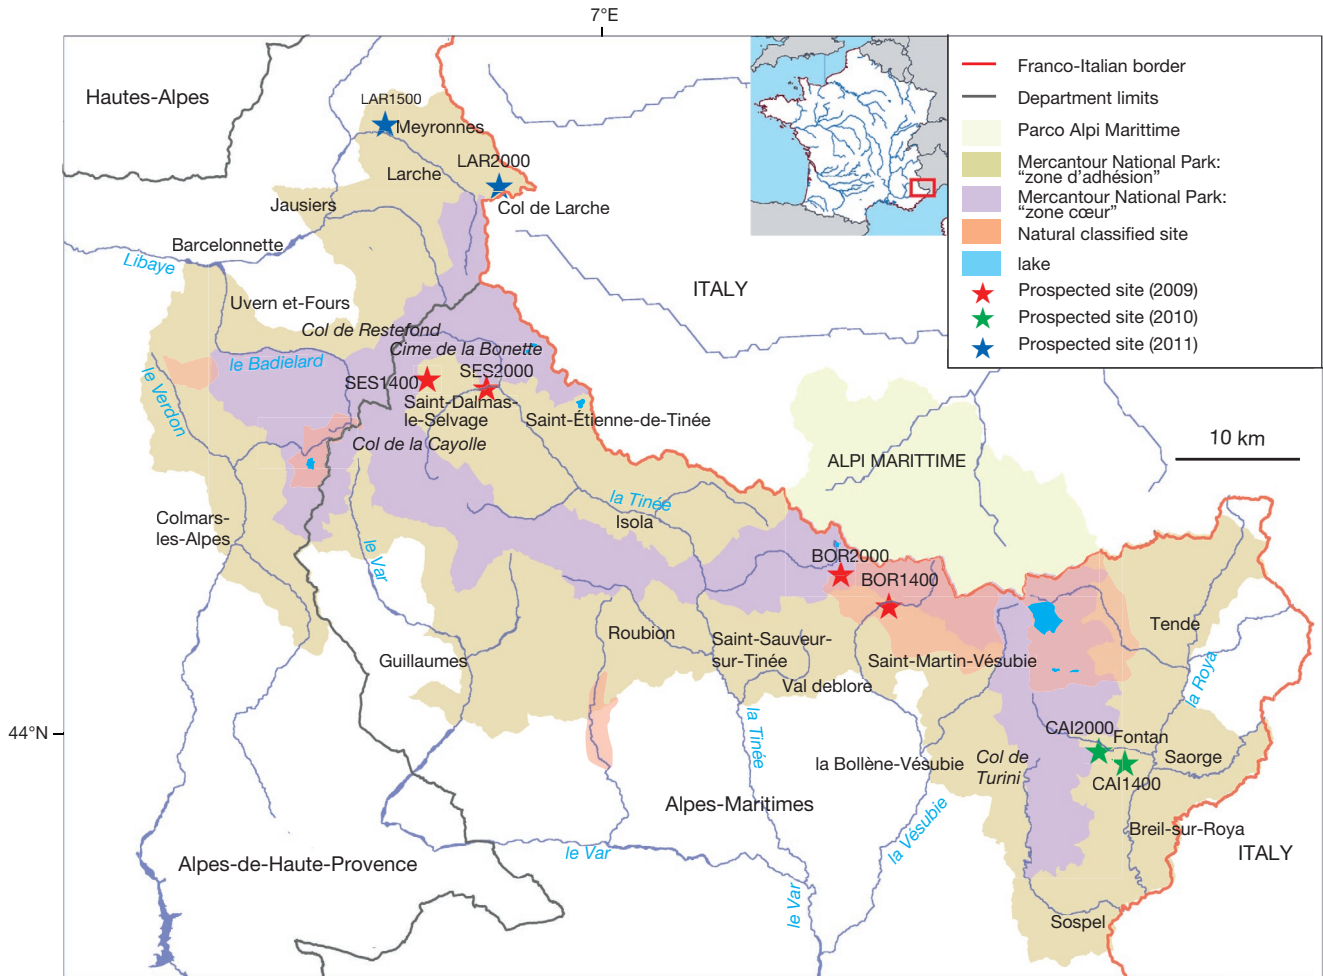 7°E
Hautes-Alpes
LAR1500
Meyronnes
LAR2000
Larche
Col de Larche
Jausiers
Barcelonnette
Libaye
Uvern et-Fours
ITALY
Col de Restefond
Cime de la Bonette
le Badielard
SES1400
SES2000
Saint-Dalmas-
le-Selvage
Saint-Étienne-de-Tinée
le Verdon
Col de la Cayolle
ALPI MARITTIME
10 km
la Tinée
Isola
Colmars-
les-Alpes
le Var
BOR2000
BOR1400
Roubion
Saint-Sauveur-
sur-Tinée
Saint-Martin-Vésubie
Tende
Guillaumes
Val deblore
la Roya
44°N
la Tinée
CAI2000
Fontan
Saorge
la Bollène-Vésubie
Col de
Turini
CAI1400
Alpes-Maritimes
Breil-sur-Roya
la Vésubie
ITALY
le Var
Alpes-de-Haute-Provence
le Var
Sospel
Franco-Italian border
Department limits
Parco Alpi Marittime
Mercantour National Park:
"zone d'adhésion"
Mercantour National Park:
"zone cœur"
Natural classified site
lake
Prospected site (2009)
Prospected site (2010)
Prospected site (2011)